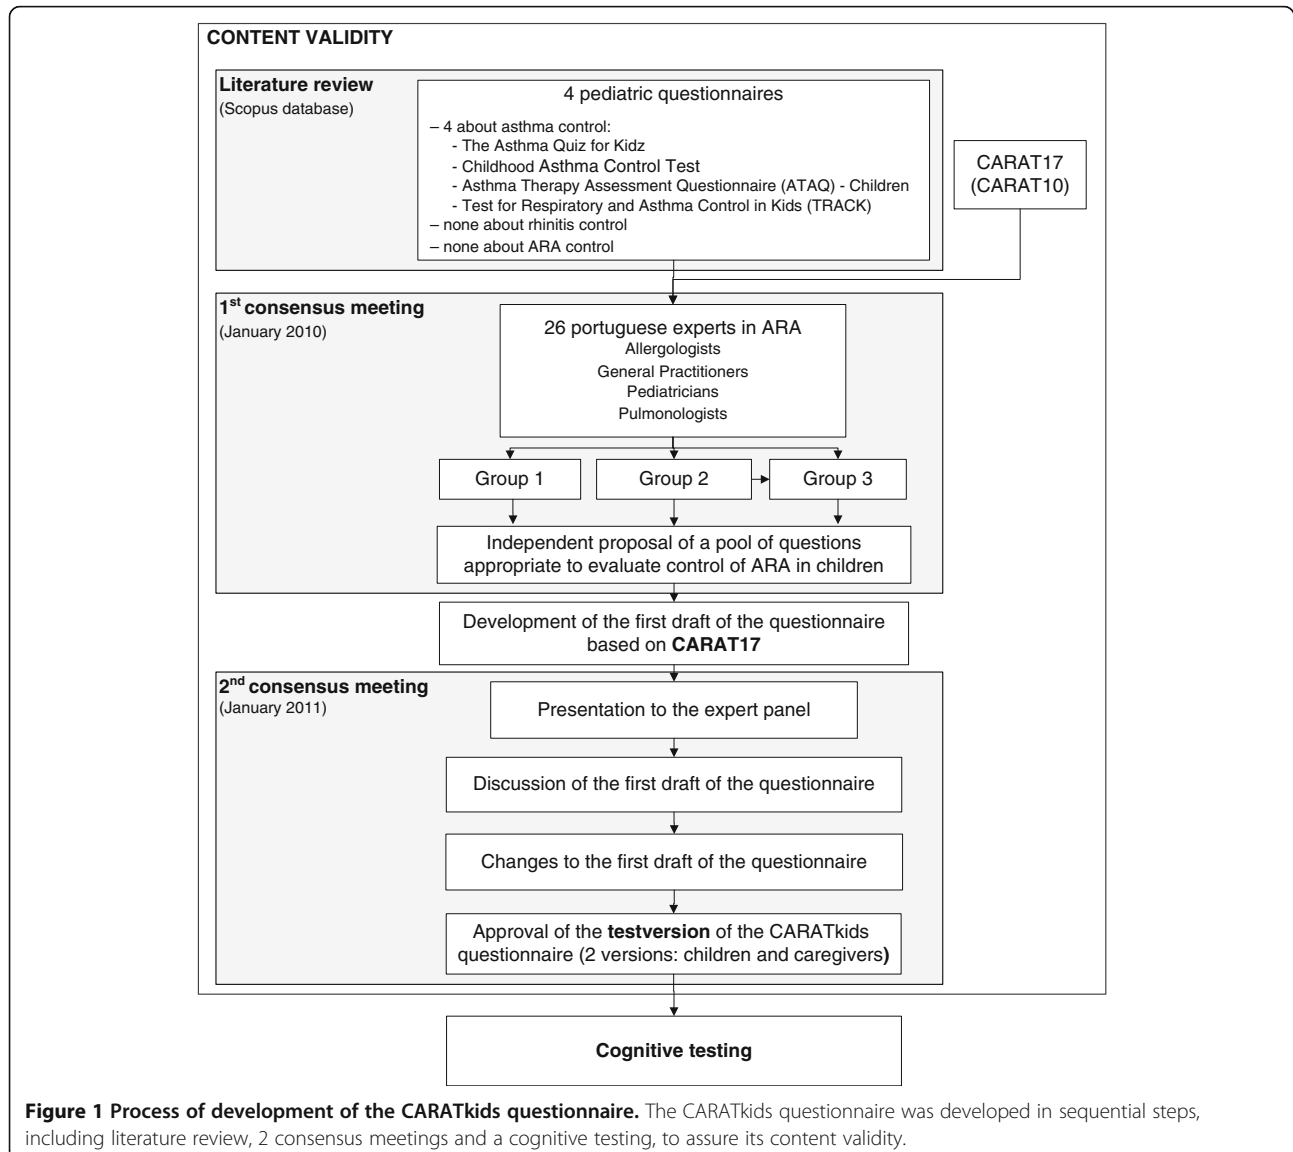 CONTENT VALIDITY
Literature review
(Scopus database)
4 pediatric questionnaires
– 4 about asthma control:
- The Asthma Quiz for Kidz
- Childhood Asthma Control Test
- Asthma Therapy Assessment Questionnaire (ATAQ) - Children
- Test for Respiratory and Asthma Control in Kids (TRACK)
– none about rhinitis control
– none about ARA control
CARAT17
(CARAT10)
1st consensus meeting
(January 2010)
26 portuguese experts in ARA
Allergologists
General Practitioners
Pediatricians
Pulmonologists
Group 1
Group 2
Group 3
Independent proposal of a pool of questions
appropriate to evaluate control of ARA in children
Development of the first draft of the questionnaire
based on CARAT17
2nd consensus meeting
(January 2011)
Presentation to the expert panel
Discussion of the first draft of the questionnaire
Changes to the first draft of the questionnaire
Approval of the testversion of the CARATkids
questionnaire (2 versions: children and caregivers)
Cognitive testing
Figure 1 Process of development of the CARATkids questionnaire. The CARATkids questionnaire was developed in sequential steps,
including literature review, 2 consensus meetings and a cognitive testing, to assure its content validity.